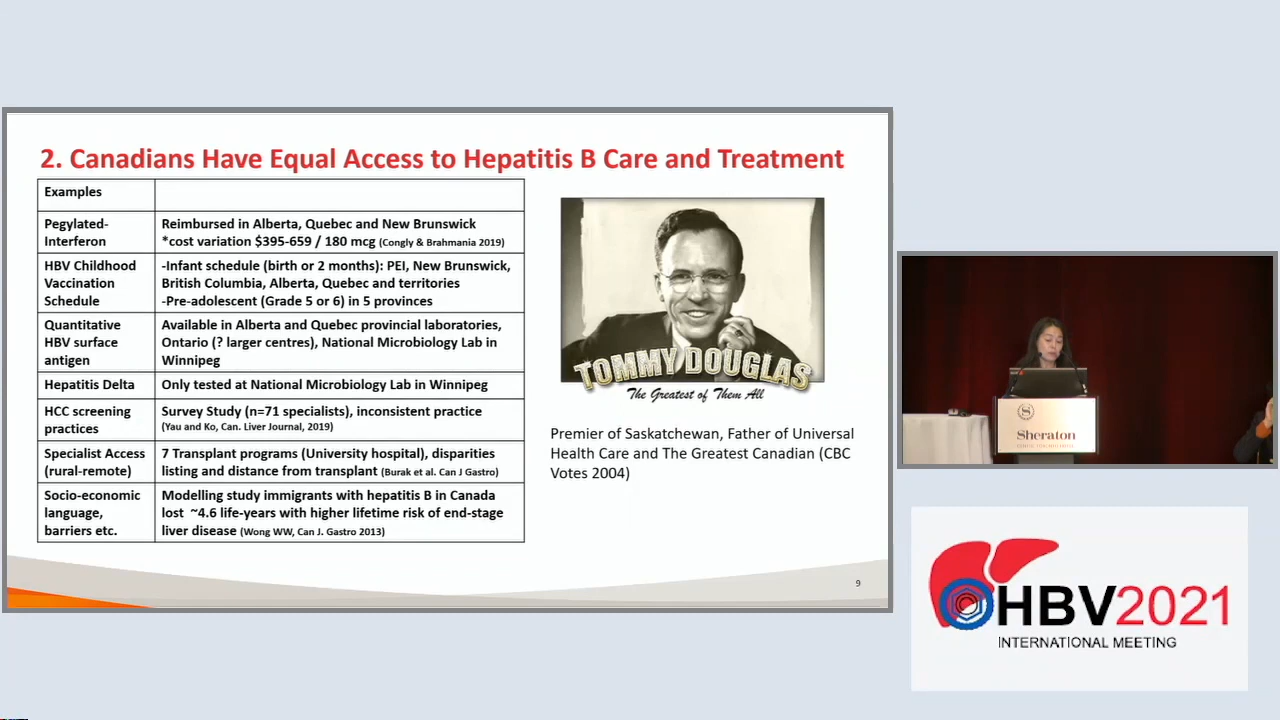 2. Canadians Have Equal Access to Hepatitis B Care and Treatment
Examples
Pegylated-
Interferon
Reimbursed in Alberta, Quebec and New Brunswick
*cost variation $395-659 / 180 mcg (Congly & Brahmania 2019)
HBV Childhood
Vaccination
Schedule
-Infant schedule (birth or 2 months): PEI, New Brunswick,
British Columbia, Alberta, Quebec and territories
-Pre-adolescent (Grade 5 or 6) in 5 provinces
Quantitative
HBV surface
antigen
Available in Alberta and Quebec provincial laboratories,
Ontario (? larger centres), National Microbiology Lab in
Winnipeg
Hepatitis Delta
Only tested at National Microbiology Lab in Winnipeg
HCC screening
practices
Survey Study (n=71 specialists), inconsistent practice
(Yau and Ko, Can. Liver Journal, 2019)
Specialist Access
(rural-remote)
7 Transplant programs (University hospital), disparities
listing and distance from transplant (Burak et al. Can J Gastro)
Socio-economic
language,
barriers etc.
Modelling study immigrants with hepatitis B in Canada
lost ~4.6 life-years with higher lifetime risk of end-stage
liver disease (Wong WW, Can J. Gastro 2013)
TOMMY DOUGLAS
The Greatest of Them All
Premier of Saskatchewan, Father of Universal
Health Care and The Greatest Canadian (CBC
Votes 2004)
9
Sheraton
HBV2021
INTERNATIONAL MEETING